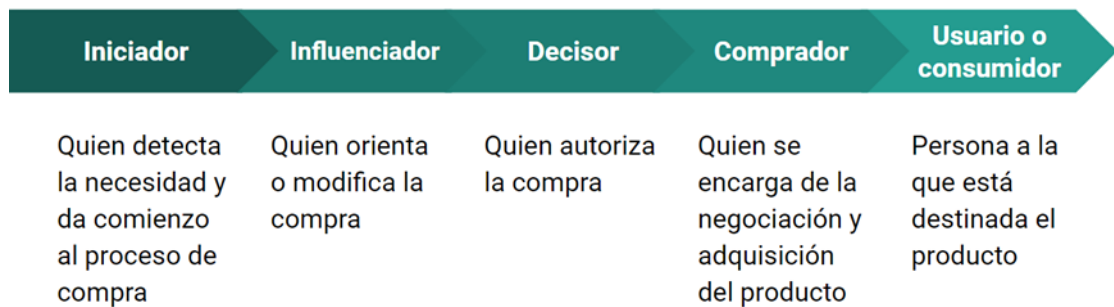 Iniciador
Influenciador
Decisor
Comprador
Usuario o
consumidor
Quien detecta
la necesidad y
da comienzo
al proceso de
compra
Quien orienta
o modifica la
compra
Quien autoriza
la compra
Quien se
encarga de la
negociación y
adquisición
del producto
Persona a la
que está
destinada el
producto